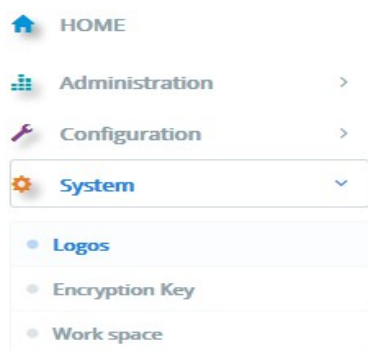 HOME
Administration
Configuration
System
Logos
Encryption Key
Work space